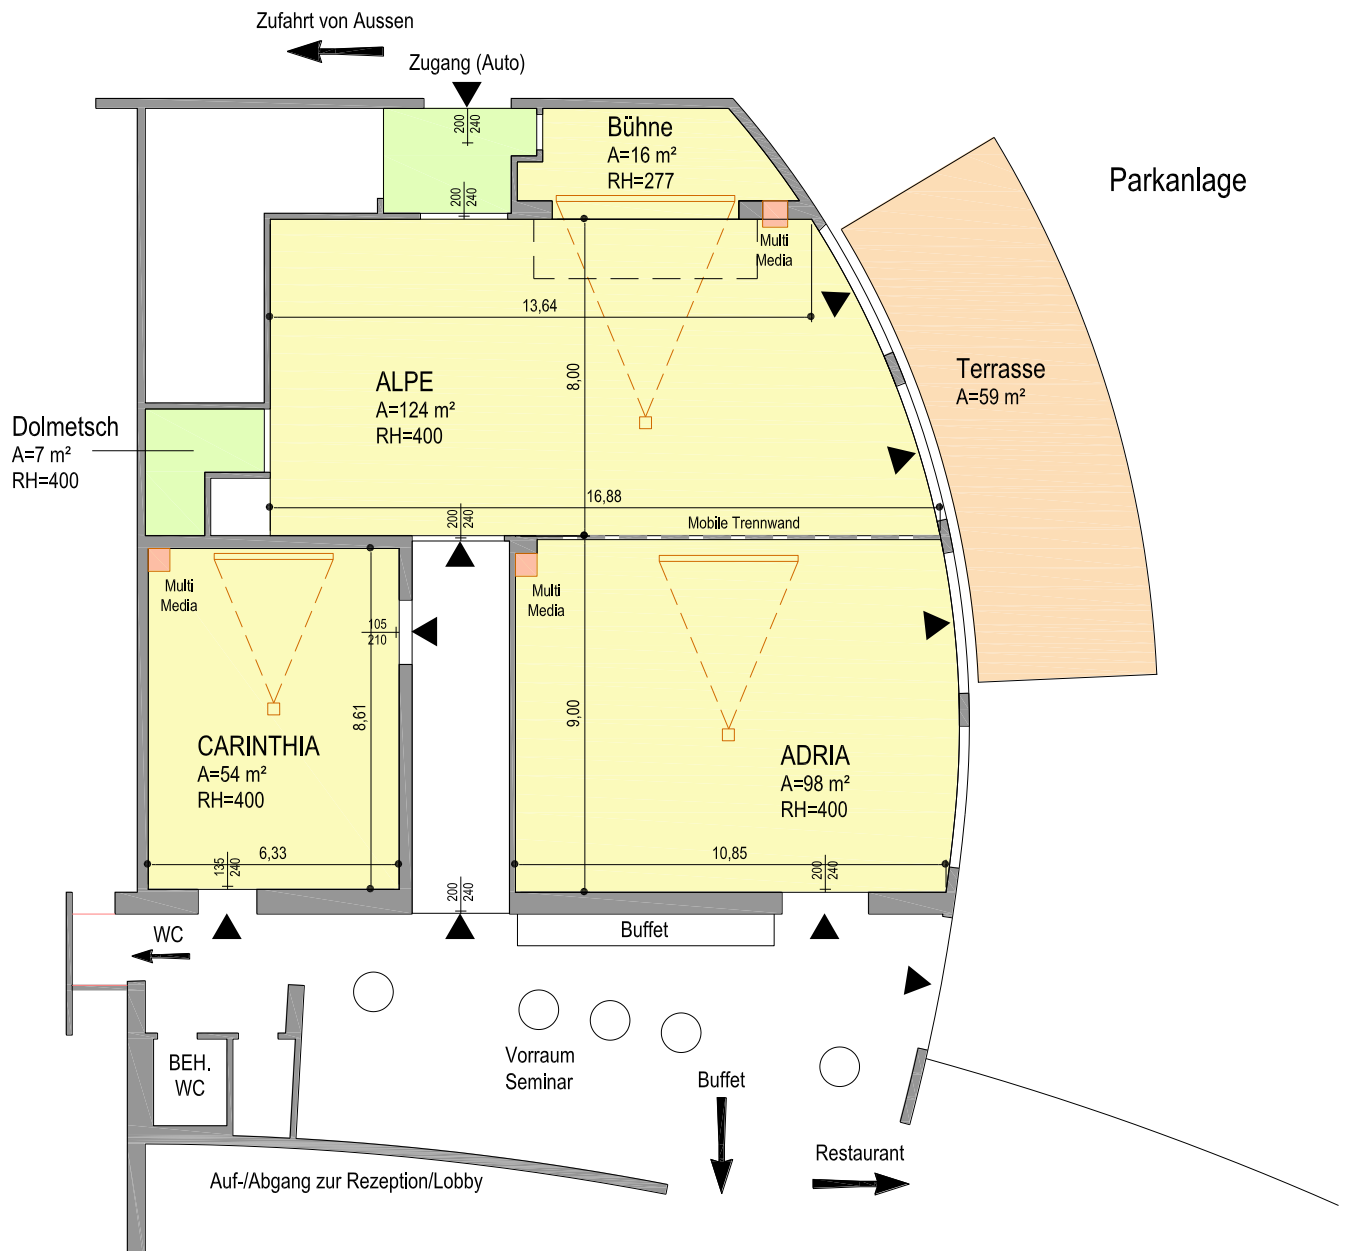 Zufahrt von Aussen
Zugang (Auto)
200
240
Bühne
A=16 m²
RH=277
Parkanlage
200
240
Multi
Media
13,64
8,00
Terrasse
A=59 m²
ALPE
A=124 m²
RH=400
Dolmetsch
A=7 m²
RH=400
16,88
200
240
Mobile Trennwand
Multi
Media
Multi
Media
105
210
8,61
9,00
CARINTHIA
A=54 m²
RH=400
ADRIA
A=98 m²
RH=400
6,33
135
240
10,85
200
240
200
240
WC
Buffet
BEH.
WC
Vorraum
Seminar
Buffet
Restaurant
Auf-/Abgang zur Rezeption/Lobby